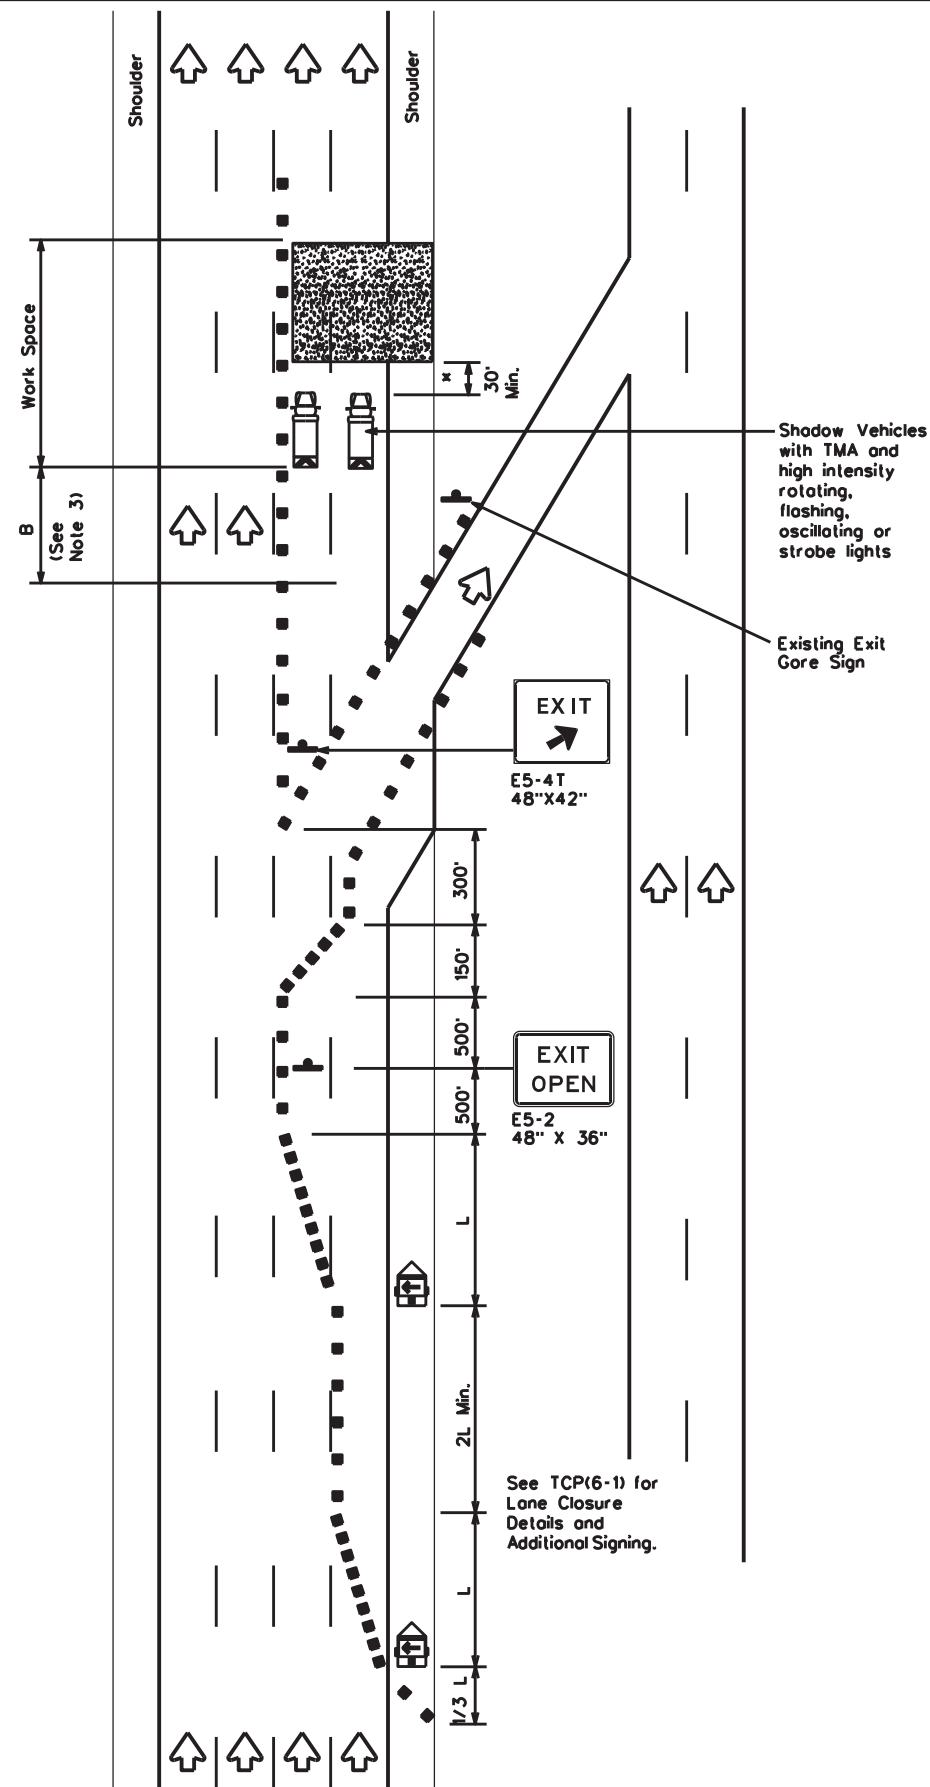 Shoulder
Shoulder
Work Space
x
30'
Min.
Shadow Vehicles
with TMA and
high intensity
rotating,
flashing,
oscillating or
strobe lights
B
(See
Note 3)
Existing Exit
Gore Sign
EXIT
E5-4T
48"X42"
300'
150'
500'
EXIT
OPEN
500'
E5-2
48" X 36"
L
2L Min.
See TCP(6-1) for
Lane Closure
Details and
Additional Signing.
L
1/3 L